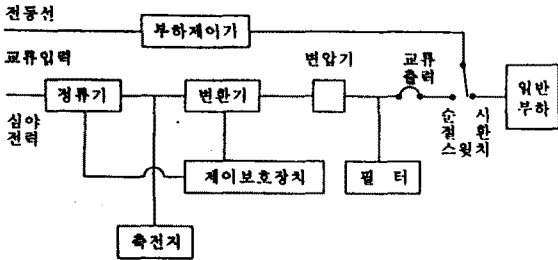 전등선
부하제어기
교류입력
정류기
심야
전력
변환기
변압기
교류
출력
순시
절환
스윗치
일반
부하
제어보호장치
필 터
축전지